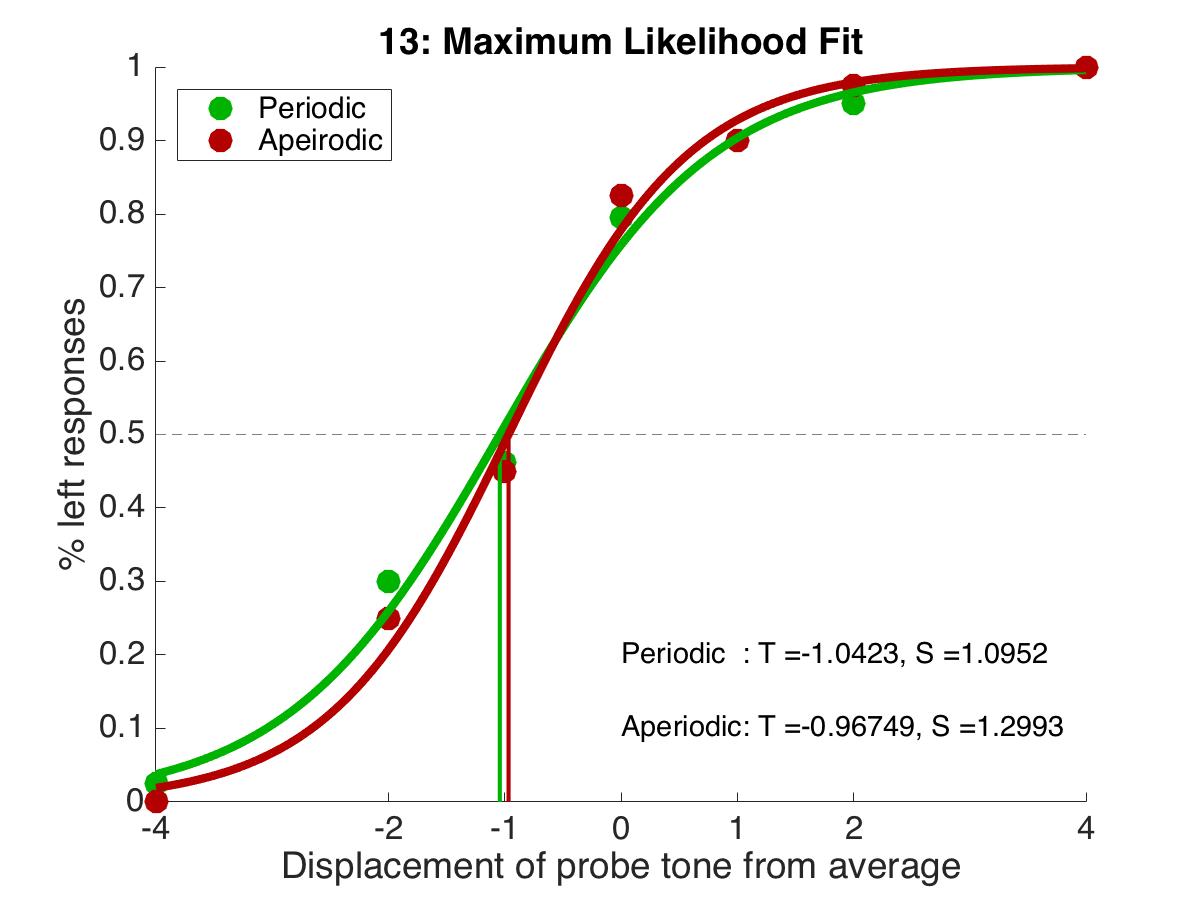 13: Maximum Likelihood Fit
1
Periodic
Apeirodic
0.9
0.8
0.7
0.6
0.5
0.4
0.3
0.2
0.1
0
% left responses
Periodic : T =-1.0423, S =1.0952
Aperiodic: T =-0.96749, S =1.2993
-4 -2 -1 0 1 2 4
Displacement of probe tone from average